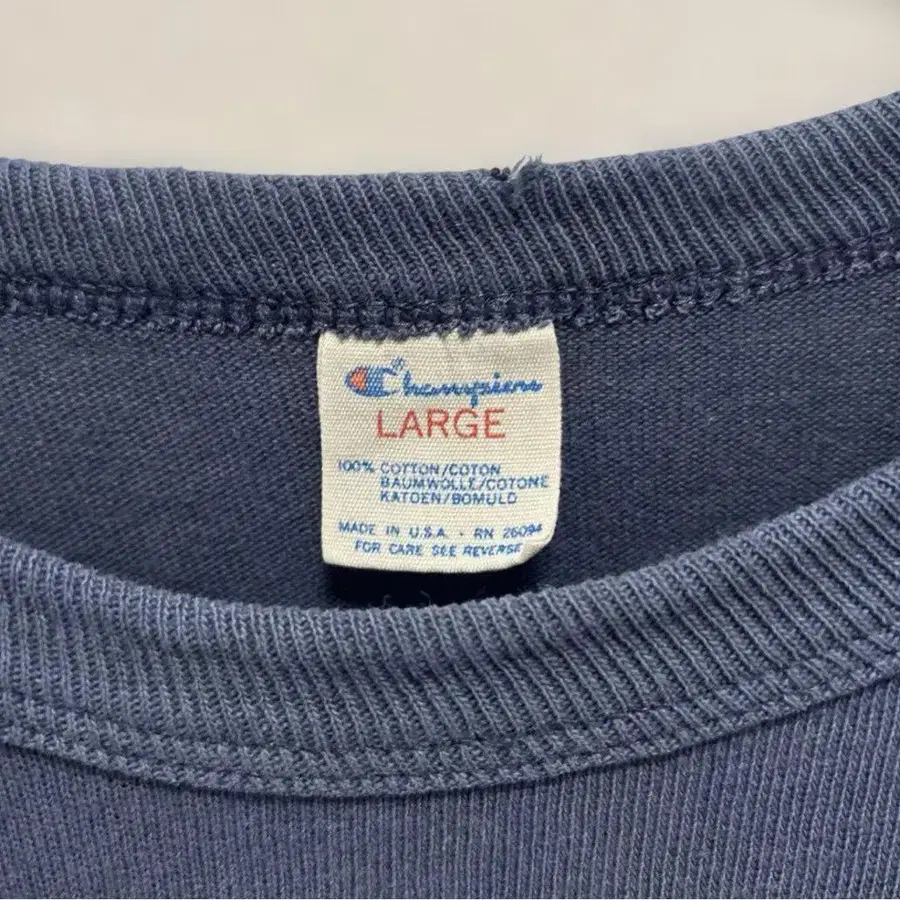 Champion
LARGE
100% COTTON/COTON
BAUMWOLLE/COTONE
KATOEN/BOMULD
MADE IN U.S.A. · RN 26094
FOR CARE SEE REVERSE